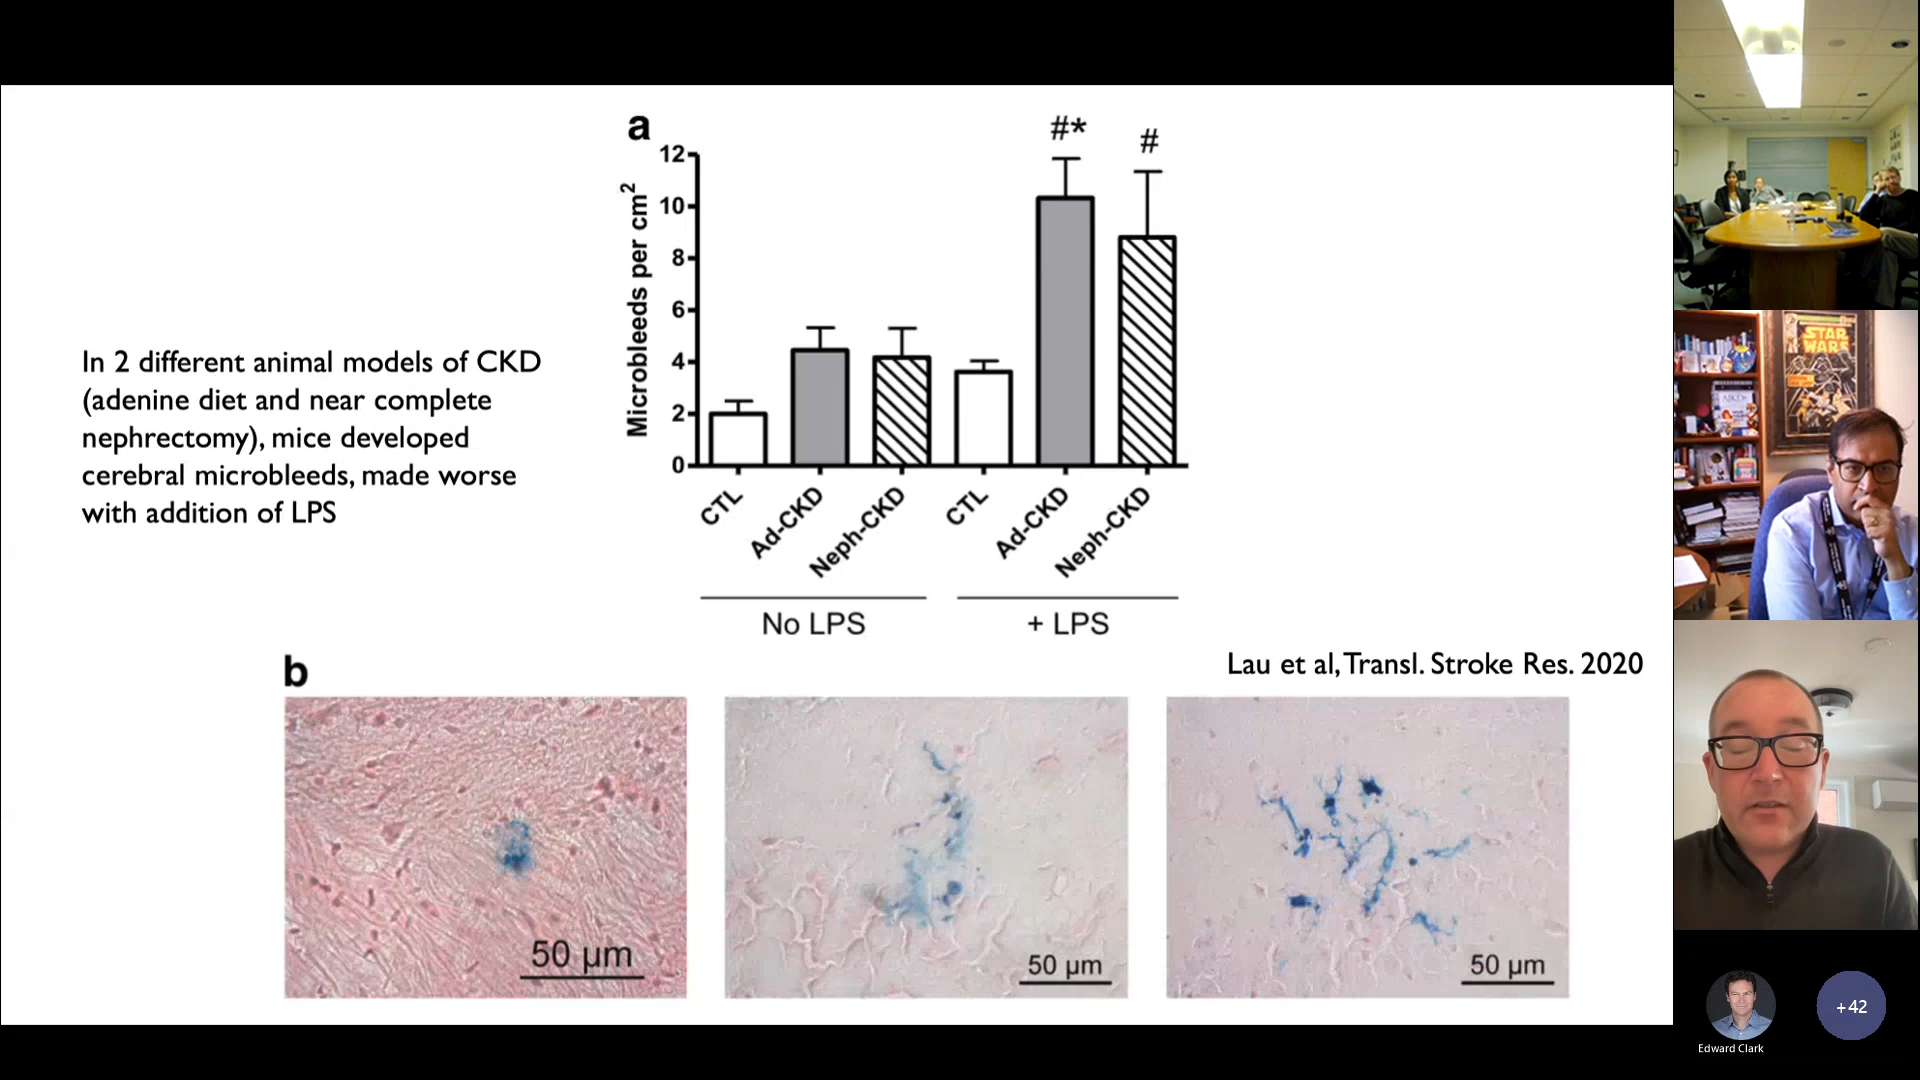 In 2 different animal models of CKD
(adenine diet and near complete
nephrectomy), mice developed
cerebral microbleeds, made worse
with addition of LPS
a
#*
#
Microbleeds per cm2
12
10
8
6
4
2
0
CTL
Ad-CKD
Neph-CKD
CTL
Ad-CKD
Neph-CKD
No LPS
+ LPS
Lau et al, Transl. Stroke Res. 2020
b
50 µm
50 µm
50 µm
STAR
WARS
AJKD
+42
Edward Clark